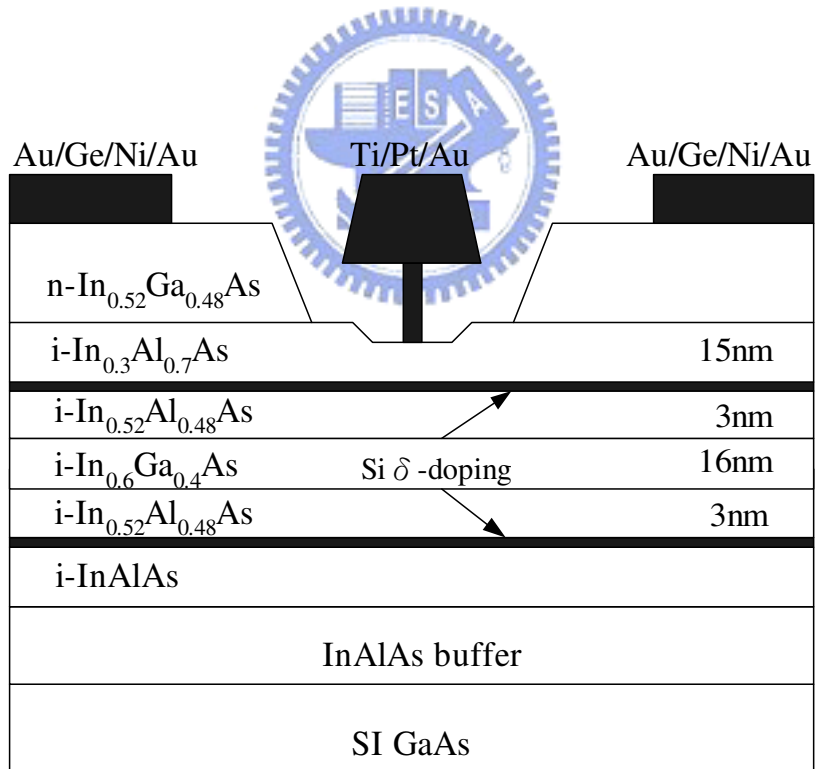 E S A
Au/Ge/Ni/Au Ti/Pt/Au Au/Ge/Ni/Au
n-In0.52Ga0.48As
i-In0.3Al0.7As 15nm
i-In0.52Al0.48As 3nm
i-In0.6Ga0.4As Si δ-doping 16nm
i-In0.52Al0.48As 3nm
i-InAlAs
InAlAs buffer
SI GaAs